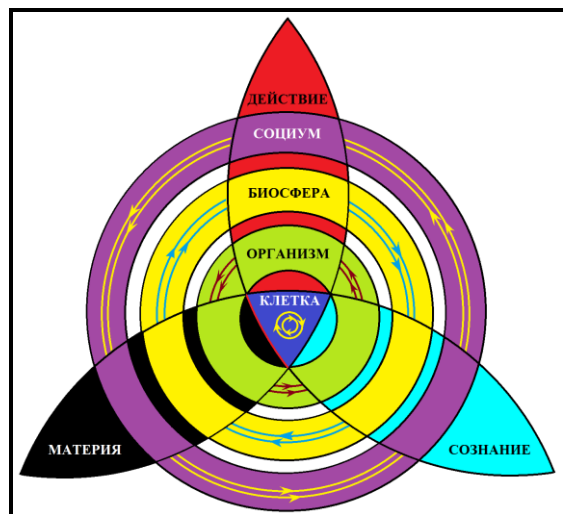 ДЕЙСТВИЕ
СОЦИУМ
БИОСФЕРА
ОРГАНИЗМ
КЛЕТКА
МАТЕРИЯ
СОЗНАНИЕ